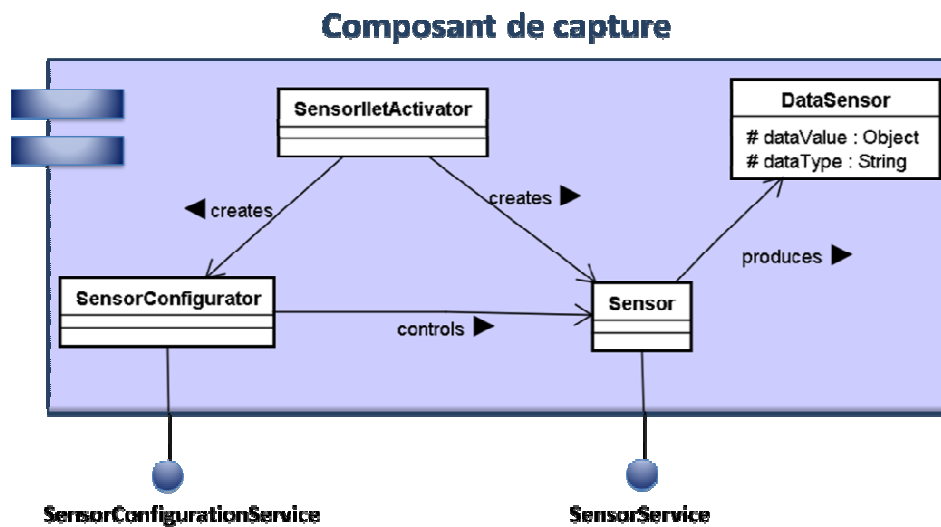 Composant de capture
SensorIletActivator
DataSensor
# dataValue : Object
# dataType : String
creates
creates
produces
SensorConfigurator
Sensor
controls
SensorConfigurationService
SensorService